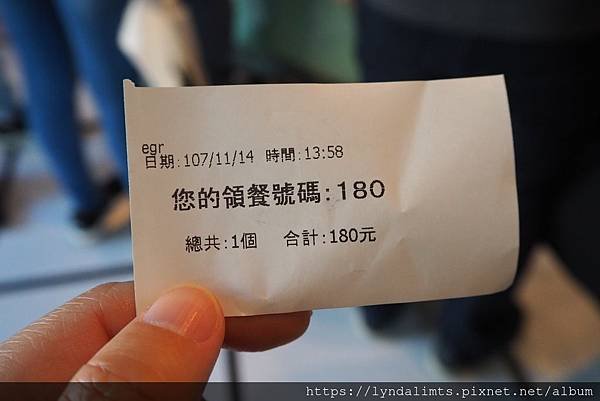 egr
日期:107/11/14 時間:13:58
您的領餐號碼:180
總共:1個 合計:180元
https://lyndalimts.pixnet.net/album